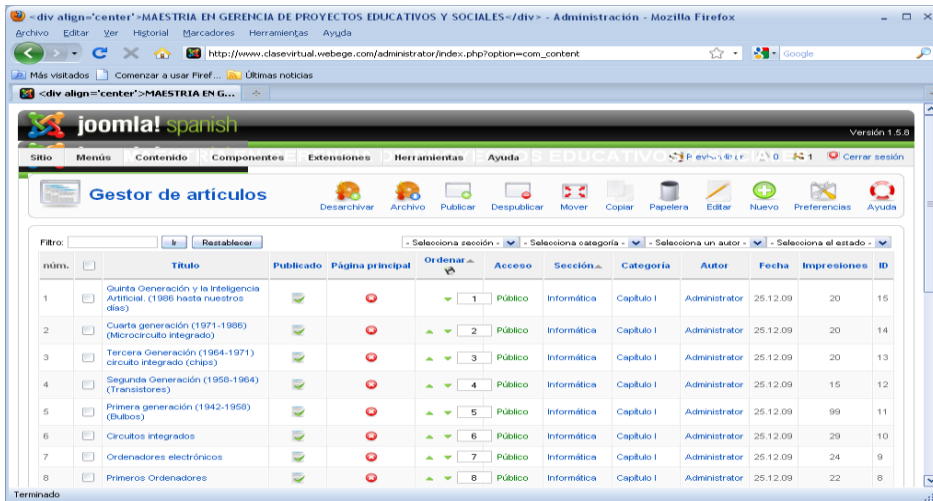 <div align='center'>MAESTRIA EN GERENCIA DE PROYECTOS EDUCATIVOS Y SOCIALES</div> - Administración - Mozilla Firefox
Archivo Editar Ver Historial Marcadores Herramientas Ayuda
http://www.clasevirtual.webege.com/administrator/index.php?option=com_content
Google
Más visitados Comenzar a usar Firef... Últimas noticias
<div align='center'>MAESTRIA EN G...
joomla! spanish
Versión 1.5.8
Sitio Menús Contenido Componentes Extensiones Herramientas Ayuda 0 1 Cerrar sesión
Gestor de artículos
Desarchivar Archivo Publicar Despublicar Mover Copiar Papelera Editar Nuevo Preferencias Ayuda
Filtro: Ir Restablecer - Selecciona sección - - Selecciona categoría - - Selecciona un autor - - Selecciona el estado -
núm. Título Publicado Página principal Ordenar Acceso Sección Categoría Autor Fecha Impresiones ID
1 Quinta Generación y la Inteligencia Artificial. (1986 hasta nuestros días) 1 Público Informática Capítulo I Administrator 25.12.09 20 15
2 Cuarta generación (1971-1986) (Microcircuito integrado) 2 Público Informática Capítulo I Administrator 25.12.09 20 14
3 Tercera Generación (1964-1971) circuito integrado (chips) 3 Público Informática Capítulo I Administrator 25.12.09 20 13
4 Segunda Generación (1958-1964) (Transistores) 4 Público Informática Capítulo I Administrator 25.12.09 15 12
5 Primera generación (1942-1958) (Bulbos) 5 Público Informática Capítulo I Administrator 25.12.09 99 11
6 Circuitos integrados 6 Público Informática Capítulo I Administrator 25.12.09 29 10
7 Ordenadores electrónicos 7 Público Informática Capítulo I Administrator 25.12.09 24 9
8 Primeros Ordenadores 8 Público Informática Capítulo I Administrator 25.12.09 22 8
Terminado